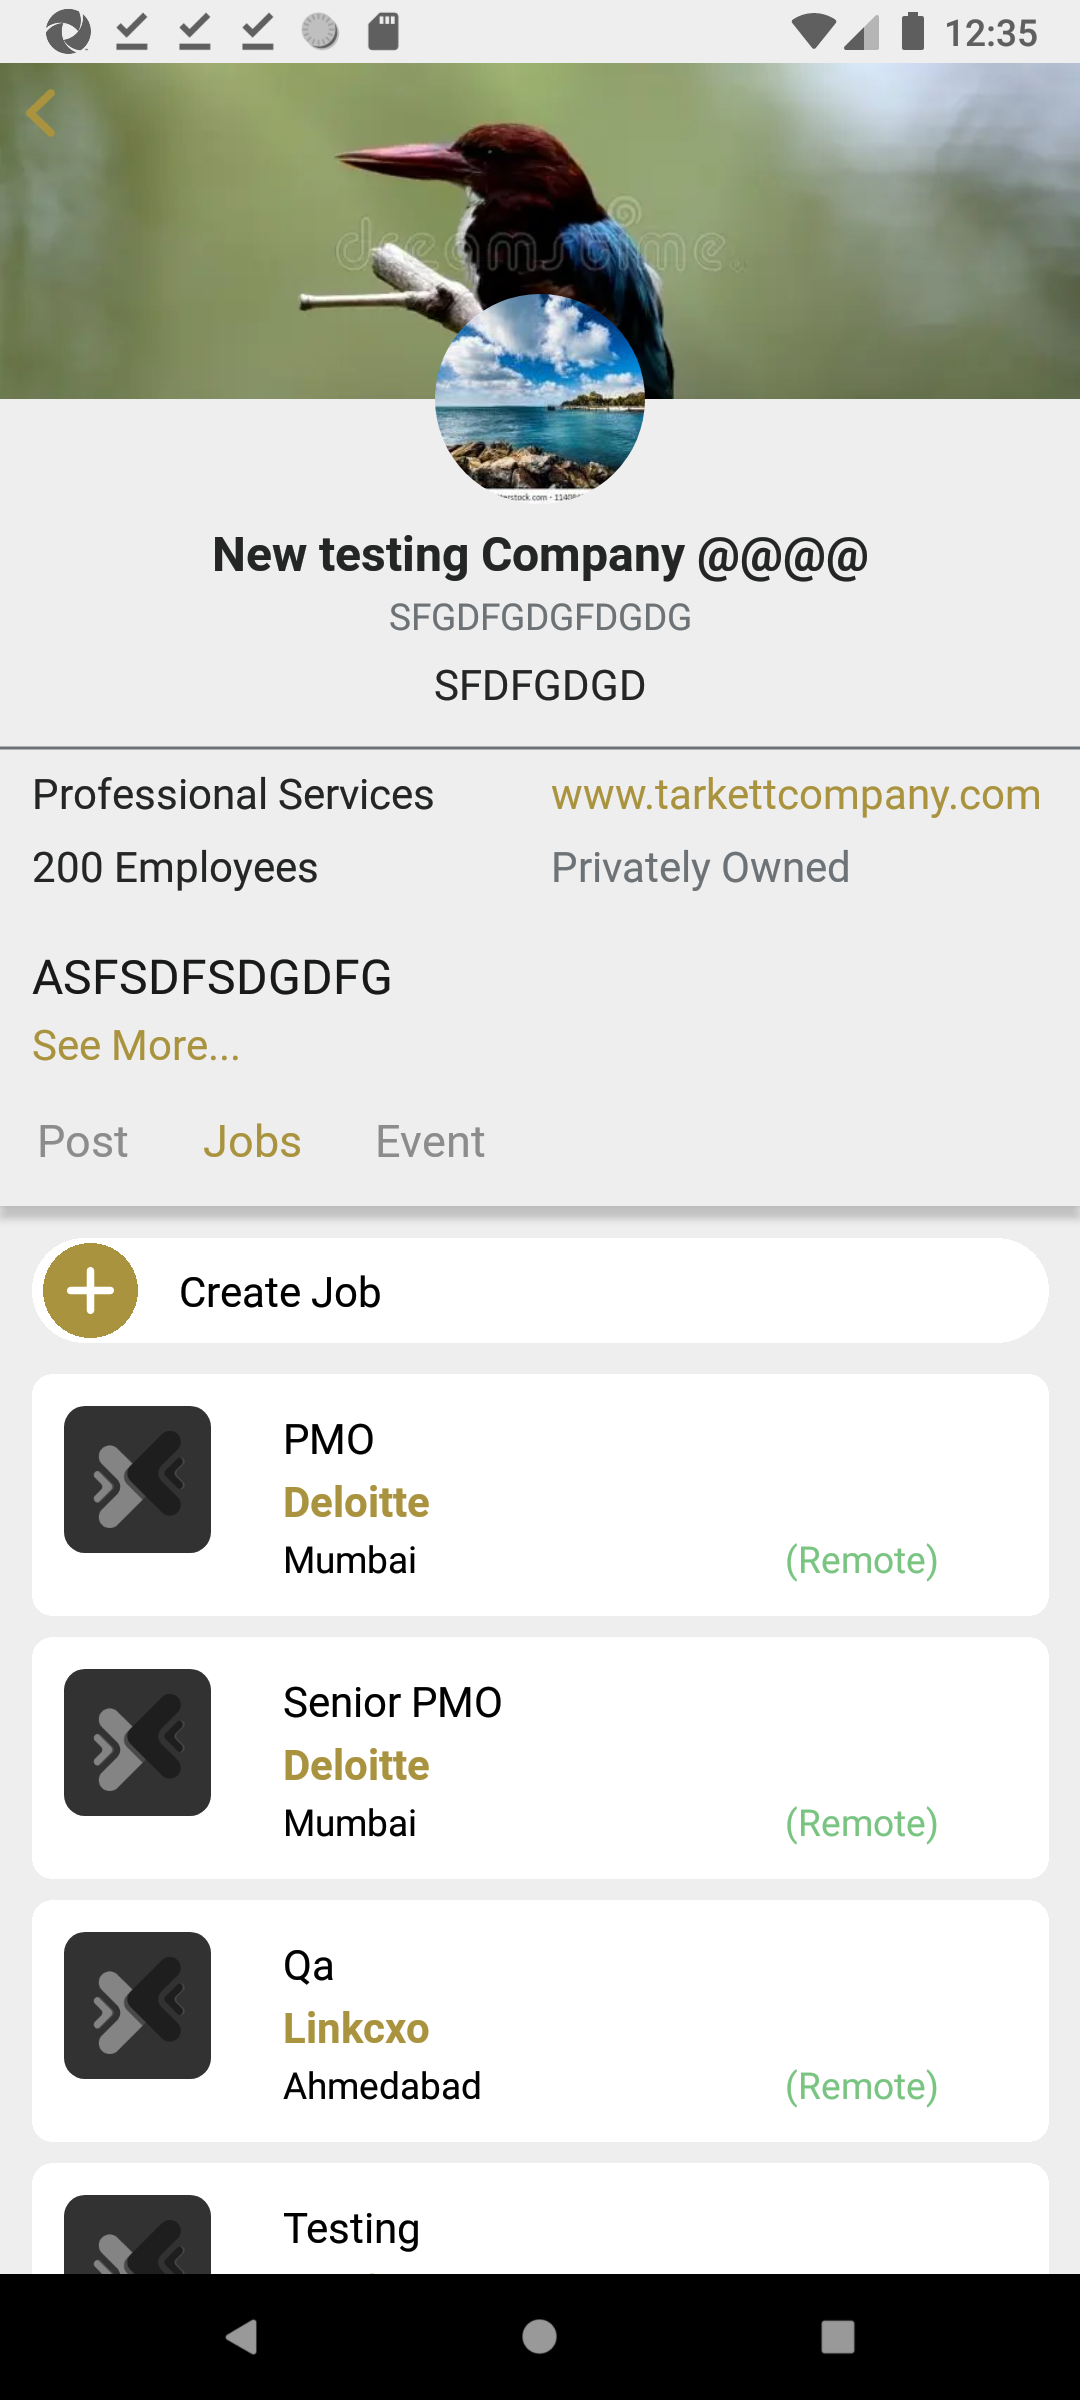 12:35
dreamstime.
New testing Company @@@@
SFGDFGDGFDGDG
SFDFGDGD
Professional Services
www.tarkettcompany.com
200 Employees
Privately Owned
ASFSDFSDGDFG
See More...
Post Jobs Event
Create Job
PMO
Deloitte
Mumbai (Remote)
Senior PMO
Deloitte
Mumbai (Remote)
Qa
Linkcxo
Ahmedabad (Remote)
Testing